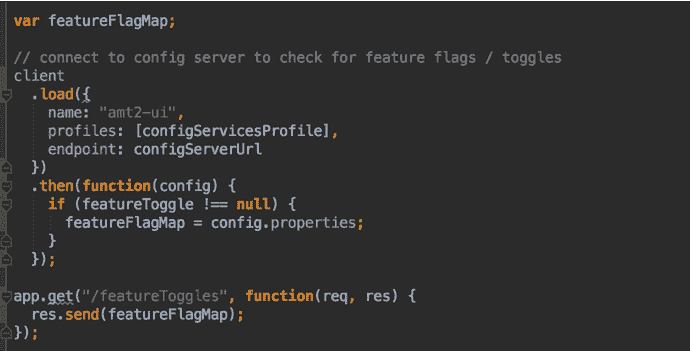 var featureFlagMap;

// connect to config server to check for feature flags / toggles
client
  .load({
    name: "amt2-ui",
    profiles: [configServicesProfile],
    endpoint: configServerUrl
  })
  .then(function(config) {
    if (featureToggle !== null) {
      featureFlagMap = config.properties;
    }
  });

app.get("/featureToggles", function(req, res) {
  res.send(featureFlagMap);
});